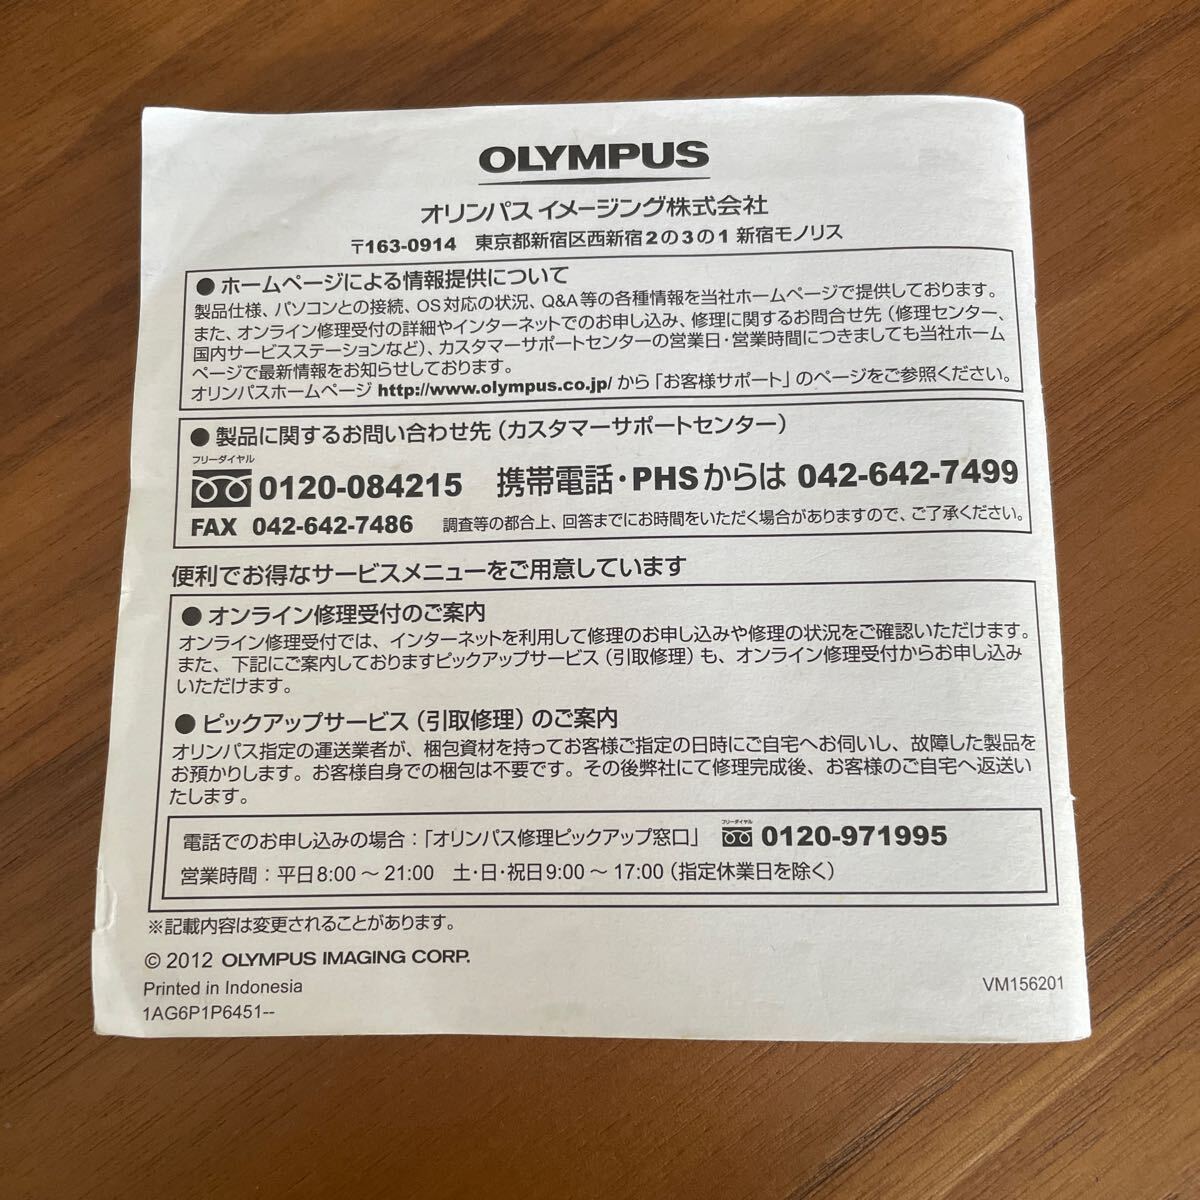 OLYMPUS
オリンパス イメージング株式会社
〒163-0914 東京都新宿区西新宿2の3の1 新宿モノリス
● ホームページによる情報提供について
製品仕様、パソコンとの接続、OS対応の状況、Q&A等の各種情報を当社ホームページで提供しております。
また、オンライン修理受付の詳細やインターネットでのお申し込み、修理に関するお問合せ先（修理センター、
国内サービスステーションなど）、カスタマーサポートセンターの営業日・営業時間につきましても当社ホーム
ページで最新情報をお知らせしております。
オリンパスホームページ http://www.olympus.co.jp/ から「お客様サポート」のページをご参照ください。
● 製品に関するお問い合わせ先（カスタマーサポートセンター）
フリーダイヤル
0120-084215 携帯電話・PHSからは 042-642-7499
FAX 042-642-7486 調査等の都合上、回答までにお時間をいただく場合がありますので、ご了承ください。
便利でお得なサービスメニューをご用意しています
● オンライン修理受付のご案内
オンライン修理受付では、インターネットを利用して修理のお申し込みや修理の状況をご確認いただけます。
また、下記にご案内しておりますピックアップサービス（引取修理）も、オンライン修理受付からお申し込み
いただけます。
● ピックアップサービス（引取修理）のご案内
オリンパス指定の運送業者が、梱包資材を持ってお客様ご指定の日時にご自宅へお伺いし、故障した製品を
お預かりします。お客様自身での梱包は不要です。その後弊社にて修理完成後、お客様のご自宅へ返送い
たします。
フリーダイヤル
電話でのお申し込みの場合：「オリンパス修理ピックアップ窓口」 0120-971995
営業時間：平日8:00～21:00 土・日・祝日9:00～17:00（指定休業日を除く）
※記載内容は変更されることがあります。
© 2012 OLYMPUS IMAGING CORP.
Printed in Indonesia
VM156201
1AG6P1P6451--